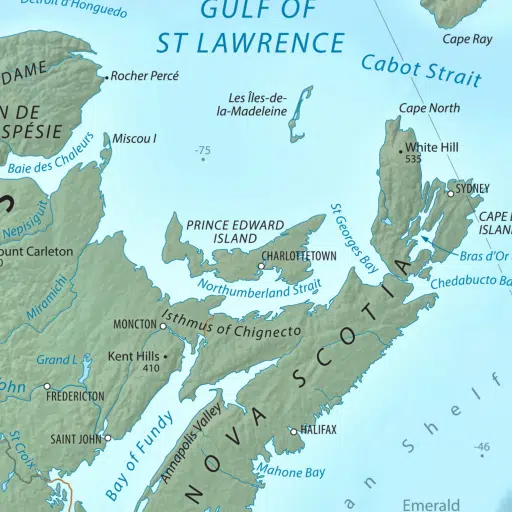 Détroit d'Honguedo
GULF OF
ST LAWRENCE
Cape Ray
DAME
Rocher Percé
Cabot Strait
Les Îles-de-
la-Madeleine
Cape North
N DE
SPÉSIE
Miscou I
White Hill
535
Baie des Chaleurs
-75
SYDNEY
S
Nepisiguit
PRINCE EDWARD
ISLAND
St Georges Bay
CAPE
ISLAN
ount Carleton
0
CHARLOTTETOWN
Bras d'Or
Miramichi
Northumberland Strait
Chedabucto Ba
MONCTON
Isthmus of Chignecto
Grand L
Kent Hills
410
NOVA SCOTIA
John
FREDERICTON
Annapolis Valley
SAINT JOHN
HALIFAX
St Croix
Bay of Fundy
Mahone Bay
an Shelf
-46
Emerald